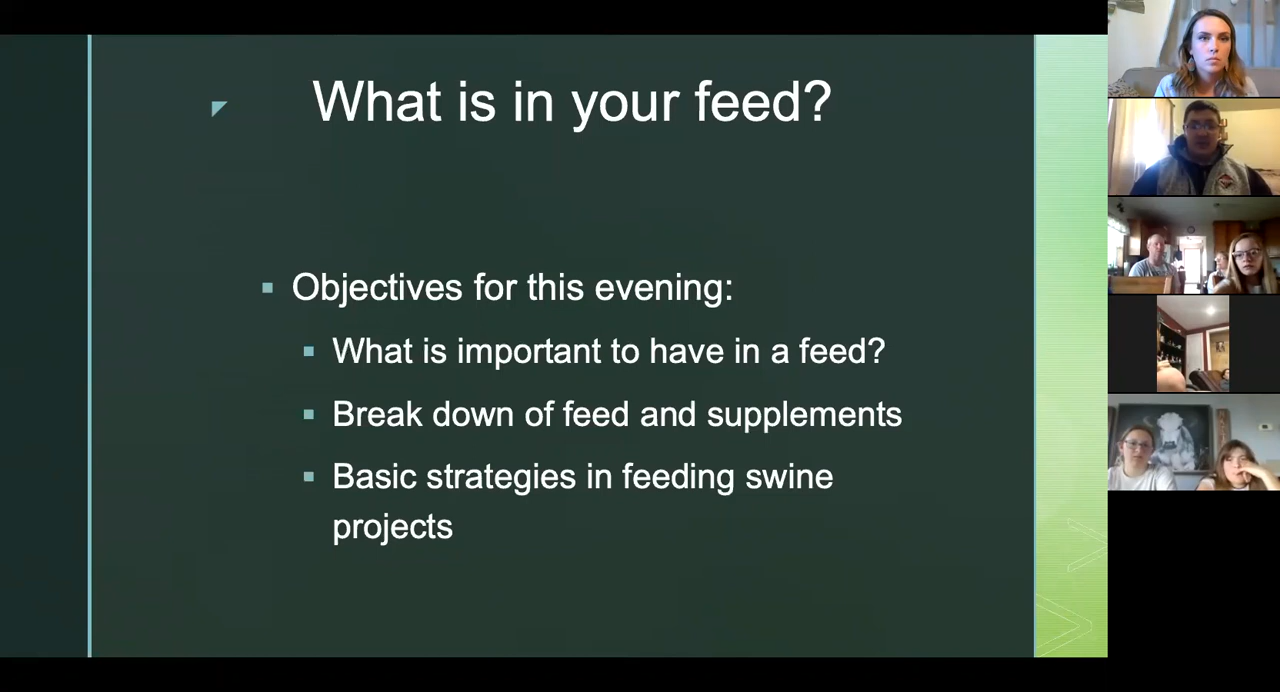 What is in your feed?
Objectives for this evening:
What is important to have in a feed?
Break down of feed and supplements
Basic strategies in feeding swine
projects